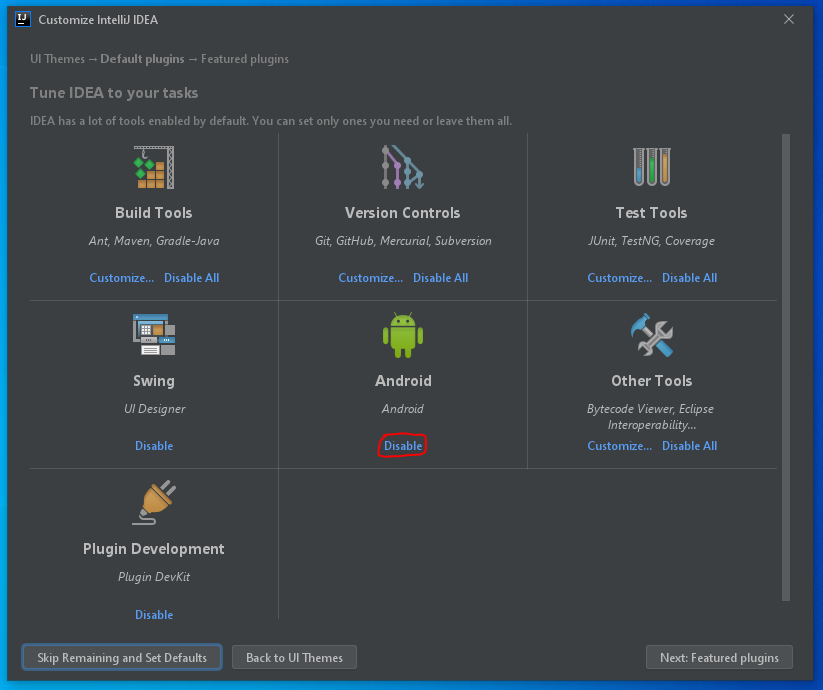 IJ Customize IntelliJ IDEA
UI Themes → Default plugins → Featured plugins
Tune IDEA to your tasks
IDEA has a lot of tools enabled by default. You can set only ones you need or leave them all.
Build Tools
Ant, Maven, Gradle-Java
Customize... Disable All
Version Controls
Git, GitHub, Mercurial, Subversion
Customize... Disable All
Test Tools
JUnit, TestNG, Coverage
Customize... Disable All
Swing
UI Designer
Disable
Android
Android
Disable
Other Tools
Bytecode Viewer, Eclipse
Interoperability...
Customize... Disable All
Plugin Development
Plugin DevKit
Disable
Skip Remaining and Set Defaults
Back to UI Themes
Next: Featured plugins